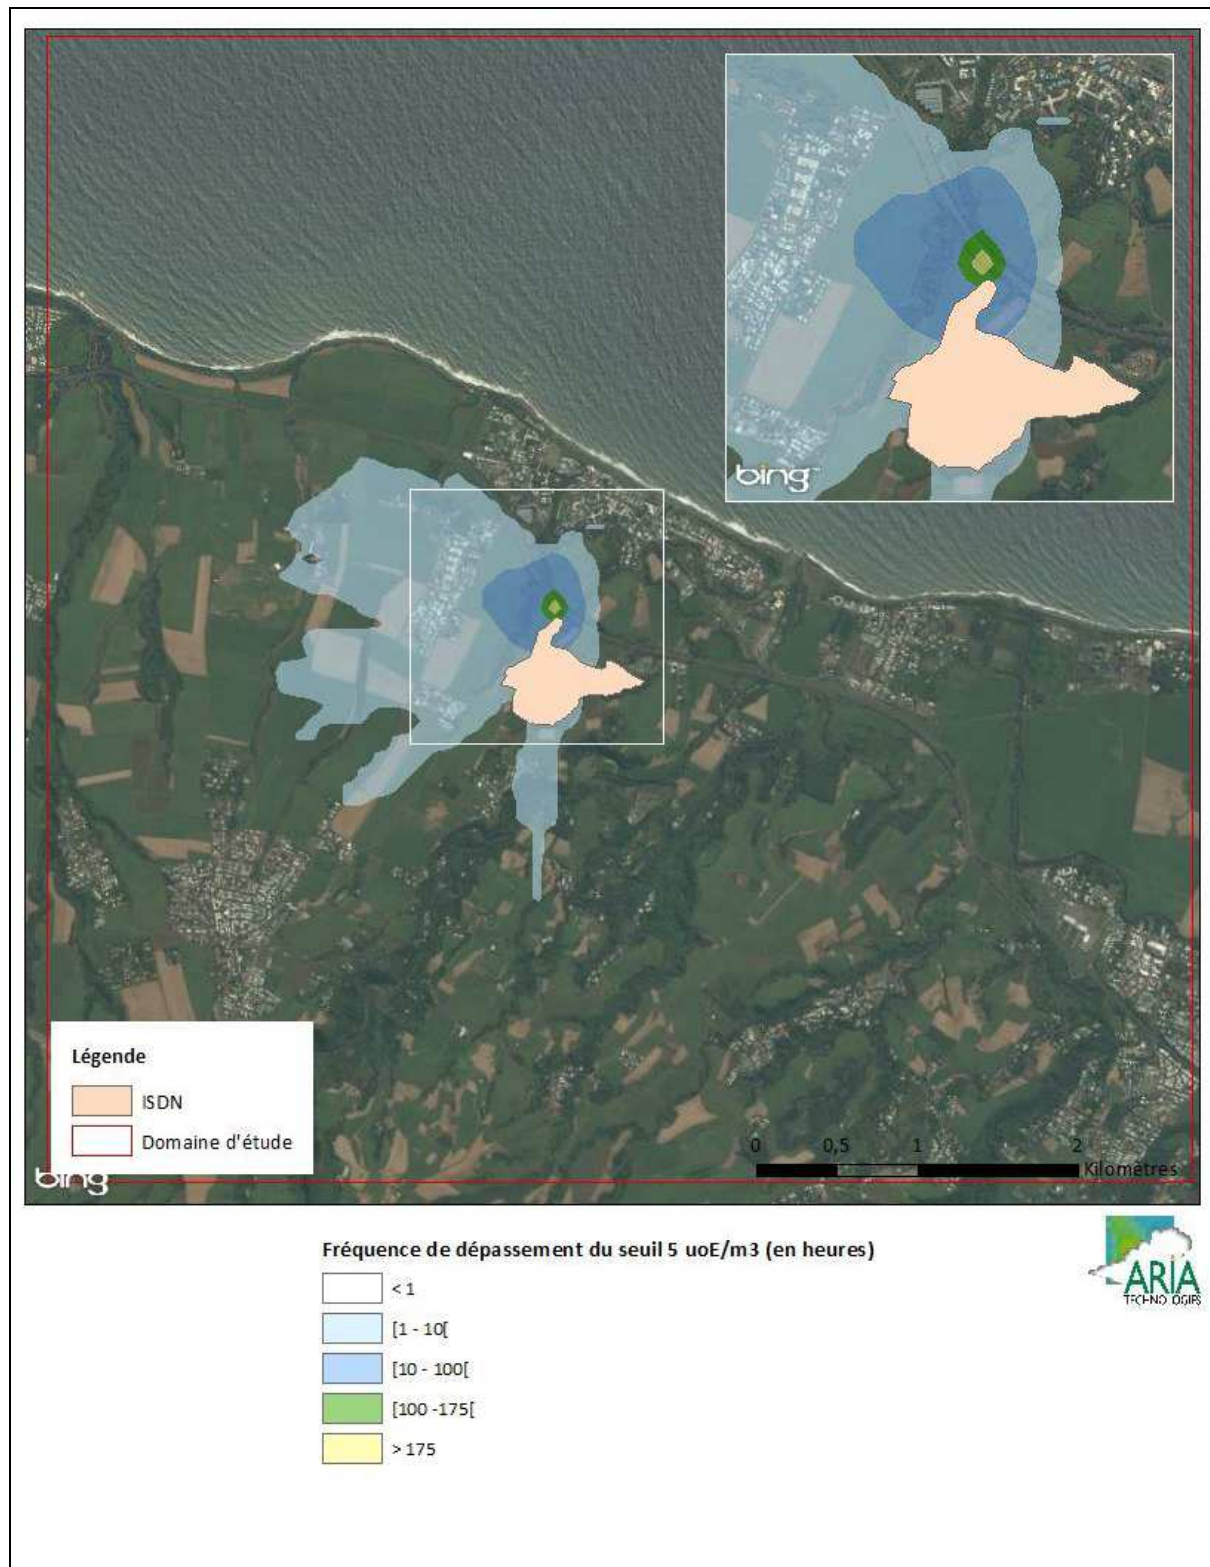 bing
Légende
ISDN
Domaine d'étude
bing
0 0,5 1 2
Kilomètres
Fréquence de dépassement du seuil 5 uoE/m3 (en heures)
< 1
[1 - 10[
[10 - 100[
[100 -175[
> 175
ARIA
TECHNOLOGIES